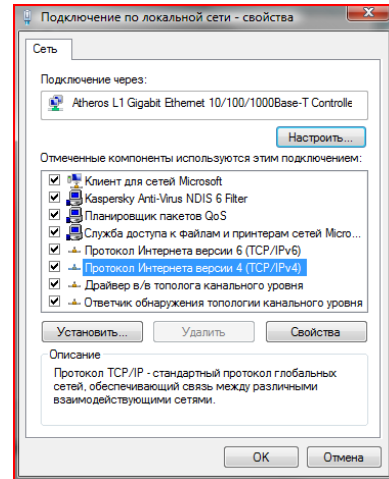 Подключение по локальной сети - свойства
Сеть
Подключение через:
Atheros L1 Gigabit Ethernet 10/100/1000Base-T Controlle
Настроить...
Отмеченные компоненты используются этим подключением:
Клиент для сетей Microsoft
Kaspersky Anti-Virus NDIS 6 Filter
Планировщик пакетов QoS
Служба доступа к файлам и принтерам сетей Micro...
Протокол Интернета версии 6 (TCP/IPv6)
Протокол Интернета версии 4 (TCP/IPv4)
Драйвер в/в тополога канального уровня
Ответчик обнаружения топологии канального уровня
Установить... Удалить Свойства
Описание
Протокол TCP/IP - стандартный протокол глобальных
сетей, обеспечивающий связь между различными
взаимодействующими сетями.
OK Отмена